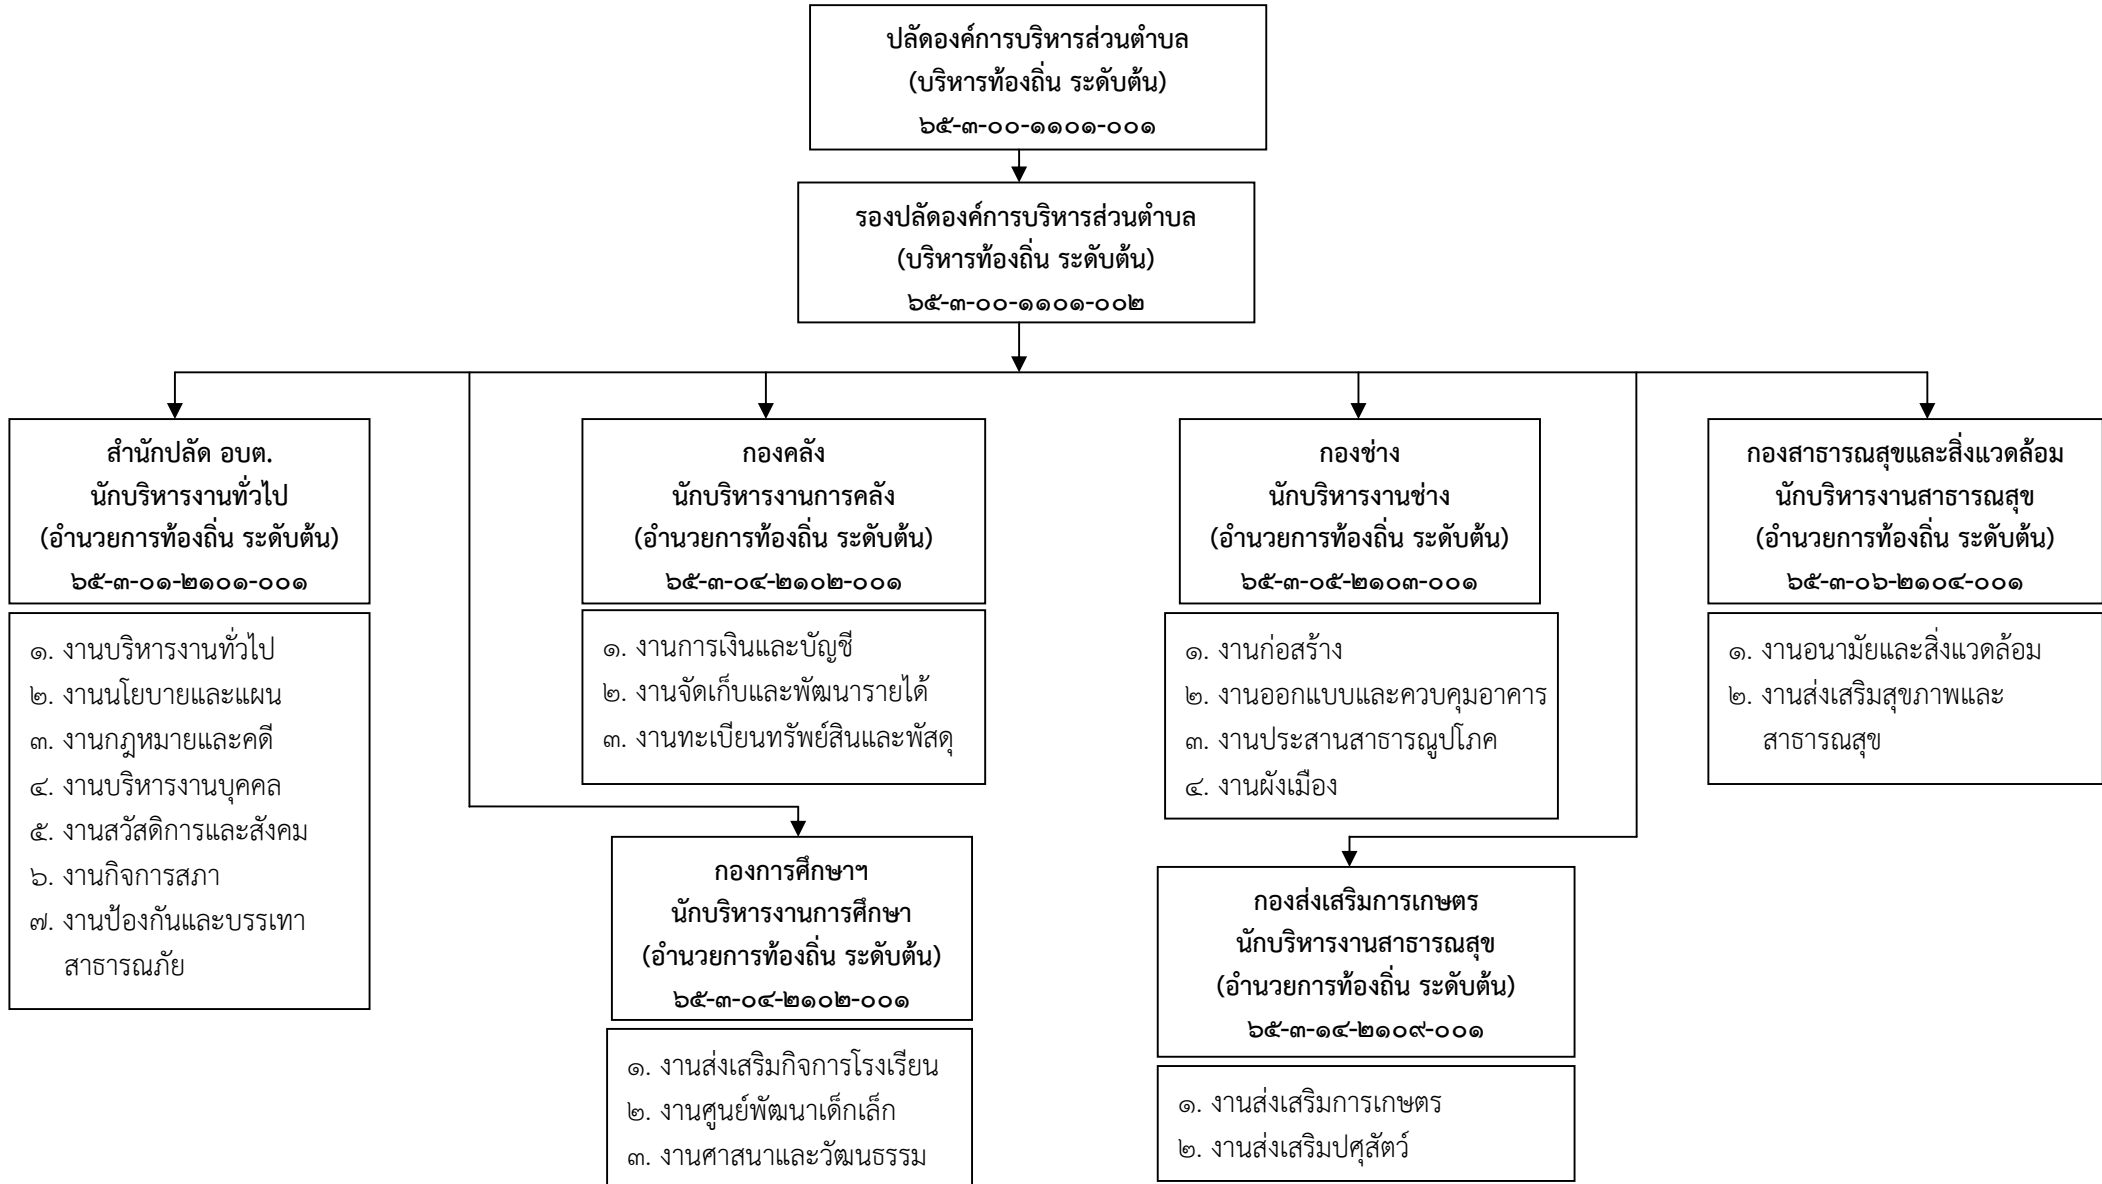 ปลัดองค์การบริหารส่วนตำบล
(บริหารท้องถิ่น ระดับต้น)
๖๕-๓-๐๐-๑๑๐๑-๐๐๑
รองปลัดองค์การบริหารส่วนตำบล
(บริหารท้องถิ่น ระดับต้น)
๖๕-๓-๐๐-๑๑๐๑-๐๐๒
สำนักปลัด อบต.
นักบริหารงานทั่วไป
(อำนวยการท้องถิ่น ระดับต้น)
๖๕-๓-๐๑-๒๑๐๑-๐๐๑
๑. งานบริหารงานทั่วไป
๒. งานนโยบายและแผน
๓. งานกฎหมายและคดี
๔. งานบริหารงานบุคคล
๕. งานสวัสดิการและสังคม
๖. งานกิจการสภา
๗. งานป้องกันและบรรเทา
สาธารณภัย
กองคลัง
นักบริหารงานการคลัง
(อำนวยการท้องถิ่น ระดับต้น)
๖๕-๓-๐๔-๒๑๐๒-๐๐๑
๑. งานการเงินและบัญชี
๒. งานจัดเก็บและพัฒนารายได้
๓. งานทะเบียนทรัพย์สินและพัสดุ
กองช่าง
นักบริหารงานช่าง
(อำนวยการท้องถิ่น ระดับต้น)
๖๕-๓-๐๕-๒๑๐๓-๐๐๑
๑. งานก่อสร้าง
๒. งานออกแบบและควบคุมอาคาร
๓. งานประสานสาธารณูปโภค
๔. งานผังเมือง
กองสาธารณสุขและสิ่งแวดล้อม
นักบริหารงานสาธารณสุข
(อำนวยการท้องถิ่น ระดับต้น)
๖๕-๓-๐๖-๒๑๐๔-๐๐๑
๑. งานอนามัยและสิ่งแวดล้อม
๒. งานส่งเสริมสุขภาพและ
สาธารณสุข
กองการศึกษาฯ
นักบริหารงานการศึกษา
(อำนวยการท้องถิ่น ระดับต้น)
๖๕-๓-๐๔-๒๑๐๒-๐๐๑
๑. งานส่งเสริมกิจการโรงเรียน
๒. งานศูนย์พัฒนาเด็กเล็ก
๓. งานศาสนาและวัฒนธรรม
กองส่งเสริมการเกษตร
นักบริหารงานสาธารณสุข
(อำนวยการท้องถิ่น ระดับต้น)
๖๕-๓-๑๔-๒๑๐๙-๐๐๑
๑. งานส่งเสริมการเกษตร
๒. งานส่งเสริมปศุสัตว์